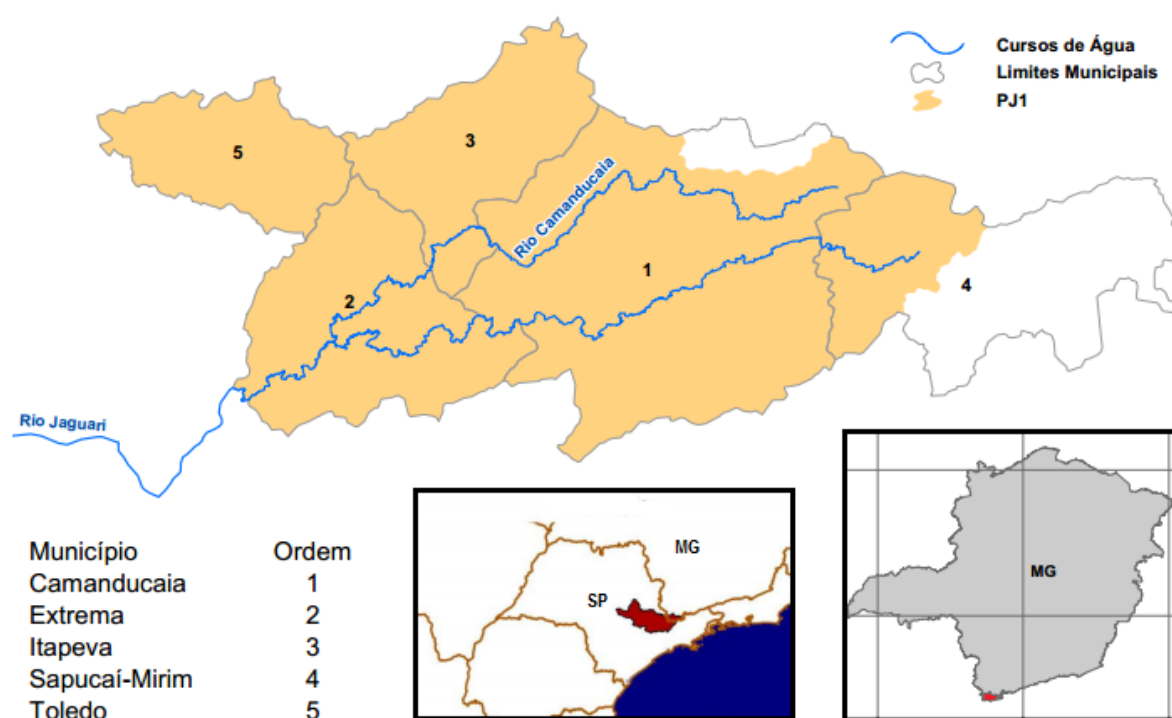 Cursos de Água
Limites Municipais
PJ1
5
3
Rio Camanducaia
1
4
2
Rio Jaguari
Município Ordem
Camanducaia 1
Extrema 2
Itapeva 3
Sapucaí-Mirim 4
Toledo 5
MG
SP
MG